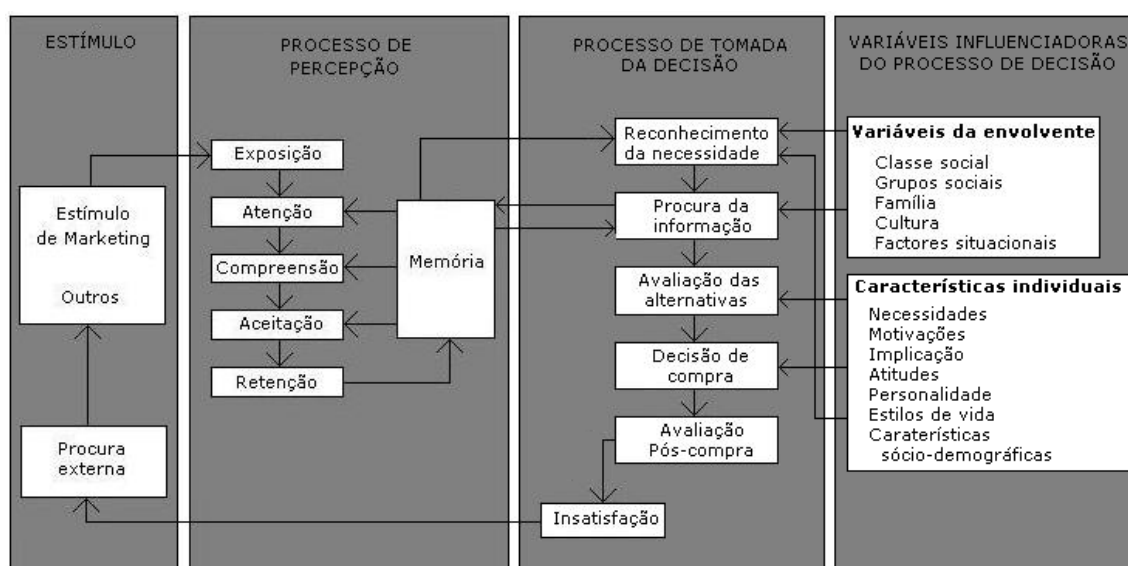 ESTÍMULO
Estímulo
de Marketing
Outros
Procura
externa
PROCESSO DE
PERCEPÇÃO
Exposição
Atenção
Compreensão
Aceitação
Retenção
Memória
PROCESSO DE TOMADA
DA DECISÃO
Reconhecimento
da necessidade
Procura da
informação
Avaliação das
alternativas
Decisão de
compra
Avaliação
Pós-compra
Insatisfação
VARIÁVEIS INFLUENCIADORAS
DO PROCESSO DE DECISÃO
Variáveis da envolvente
Classe social
Grupos sociais
Família
Cultura
Factores situacionais
Características individuais
Necessidades
Motivações
Implicação
Atitudes
Personalidade
Estilos de vida
Caraterísticas
sócio-demográficas